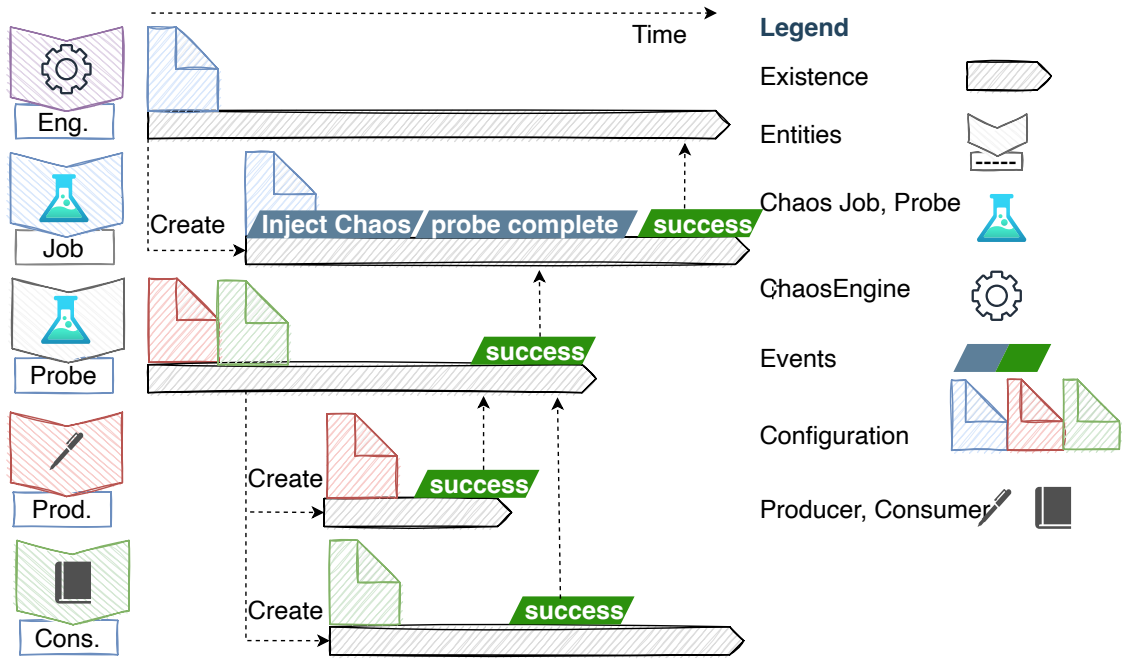 Time
Eng.
Create
Inject Chaos
probe complete
success
Job
success
Probe
Create
success
Prod.
Create
success
Cons.
Legend
Existence
Entities
Chaos Job, Probe
ChaosEngine
Events
Configuration
Producer, Consumer